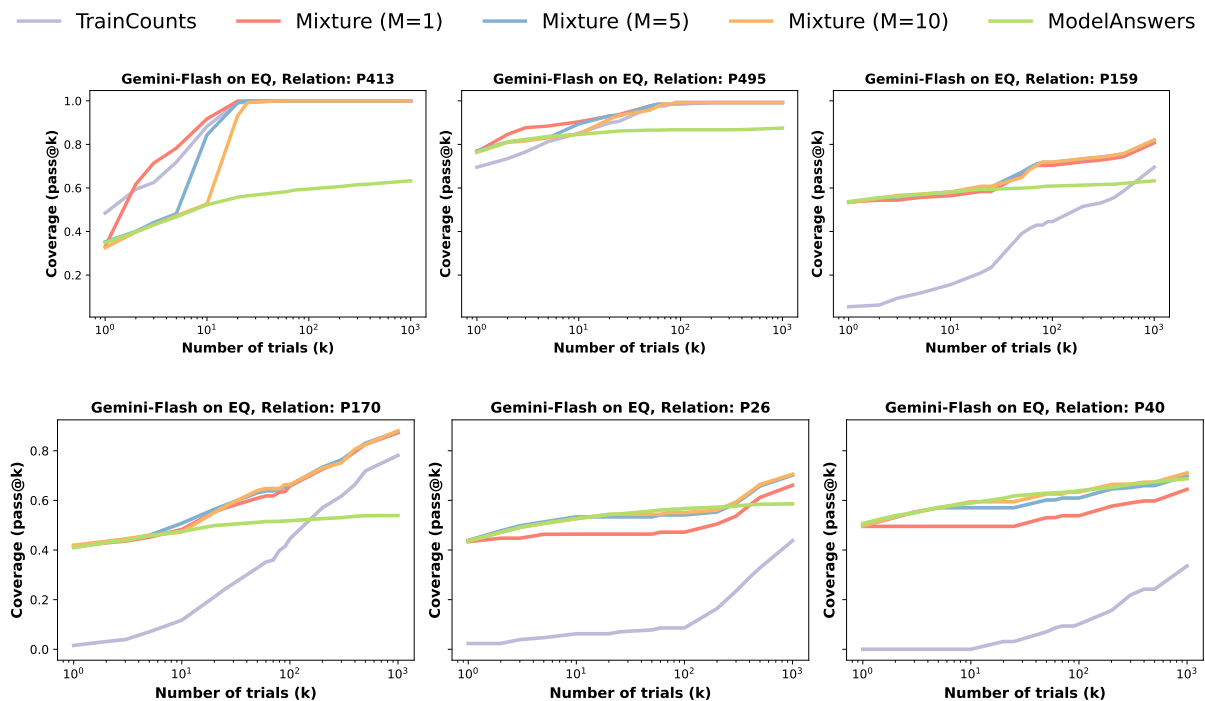 TrainCounts Mixture (M=1) Mixture (M=5) Mixture (M=10) ModelAnswers
Gemini-Flash on EQ, Relation: P413
Coverage (pass@k)
1.0
0.8
0.6
0.4
0.2
10⁰ 10¹ 10² 10³
Number of trials (k)
Gemini-Flash on EQ, Relation: P495
Coverage (pass@k)
10⁰ 10¹ 10² 10³
Number of trials (k)
Gemini-Flash on EQ, Relation: P159
Coverage (pass@k)
10⁰ 10¹ 10² 10³
Number of trials (k)
Gemini-Flash on EQ, Relation: P170
Coverage (pass@k)
0.8
0.6
0.4
0.2
0.0
10⁰ 10¹ 10² 10³
Number of trials (k)
Gemini-Flash on EQ, Relation: P26
Coverage (pass@k)
10⁰ 10¹ 10² 10³
Number of trials (k)
Gemini-Flash on EQ, Relation: P40
Coverage (pass@k)
10⁰ 10¹ 10² 10³
Number of trials (k)